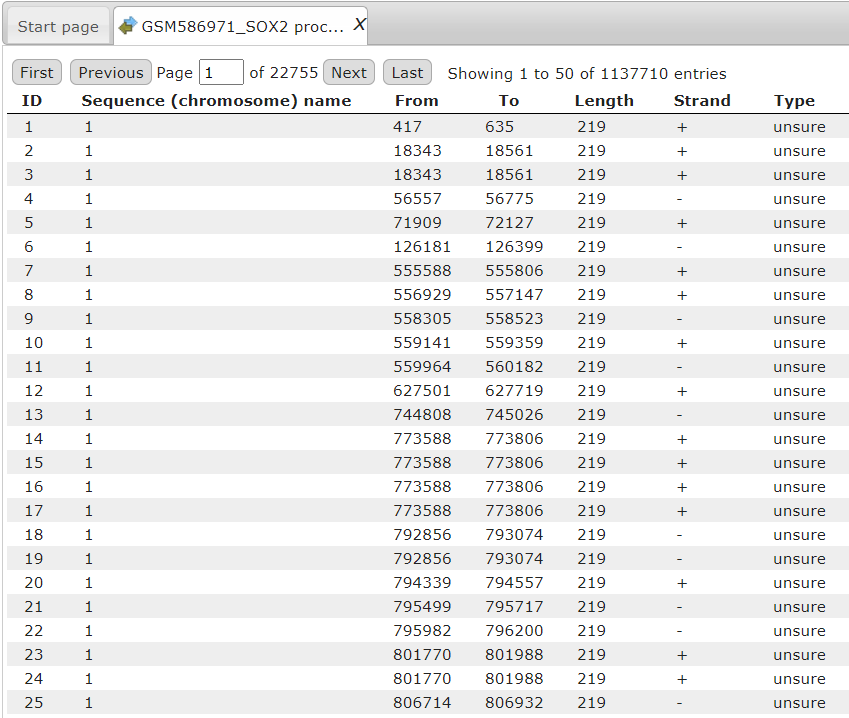 Start page GSM586971_SOX2 proc... X
First Previous Page 1 of 22755 Next Last Showing 1 to 50 of 1137710 entries
ID Sequence (chromosome) name From To Length Strand Type
1 1 417 635 219 + unsure
2 1 18343 18561 219 + unsure
3 1 18343 18561 219 + unsure
4 1 56557 56775 219 - unsure
5 1 71909 72127 219 + unsure
6 1 126181 126399 219 - unsure
7 1 555588 555806 219 + unsure
8 1 556929 557147 219 + unsure
9 1 558305 558523 219 - unsure
10 1 559141 559359 219 + unsure
11 1 559964 560182 219 - unsure
12 1 627501 627719 219 + unsure
13 1 744808 745026 219 - unsure
14 1 773588 773806 219 + unsure
15 1 773588 773806 219 + unsure
16 1 773588 773806 219 + unsure
17 1 773588 773806 219 + unsure
18 1 792856 793074 219 - unsure
19 1 792856 793074 219 - unsure
20 1 794339 794557 219 + unsure
21 1 795499 795717 219 - unsure
22 1 795982 796200 219 - unsure
23 1 801770 801988 219 + unsure
24 1 801770 801988 219 + unsure
25 1 806714 806932 219 - unsure